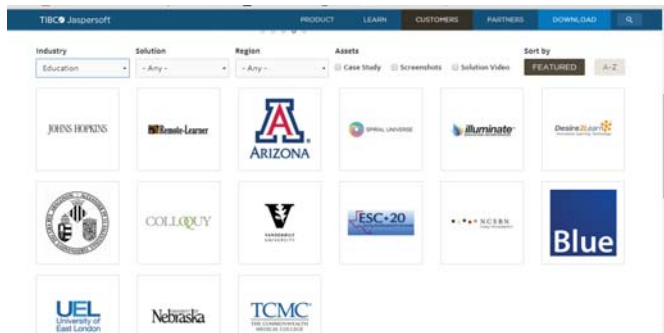 TIBCO Jaspersoft PRODUCT LEARN CUSTOMERS PARTNERS DOWNLOAD
Industry Solution Region Assets Sort by
Education - Any - - Any - Case Study Screenshots Solution Video FEATURED A-Z
JOHNS HOPKINS
Remote-Learner
A
ARIZONA
SPIRAL UNIVERSE
illuminate
Desire2Learn
COLLOQUY
V
VANDERBILT
UNIVERSITY
ESC-20
NCSBN
Blue
UEL
University of
East London
Nebraska
TCMC
THE COMMONWEALTH
MEDICAL COLLEGE